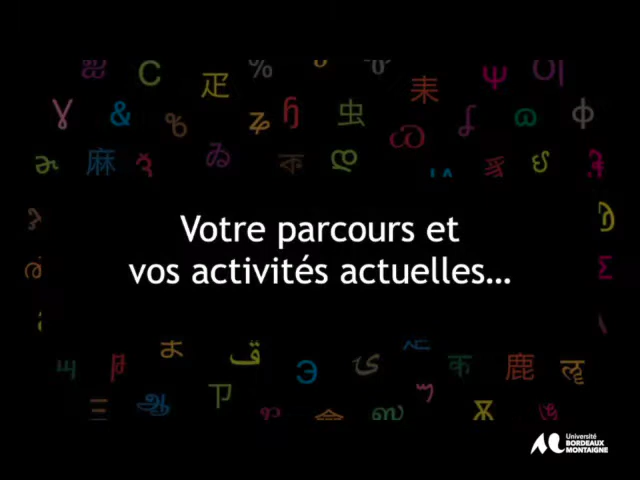 Votre parcours et
vos activités actuelles...
Université
BORDEAUX
MONTAIGNE